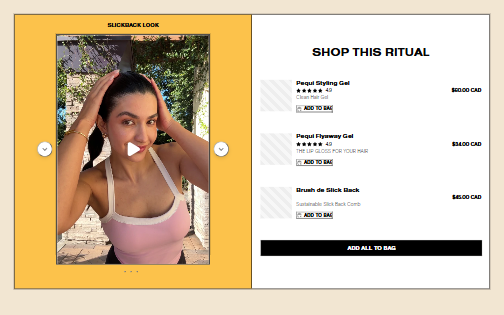 SLICKBACK LOOK
SHOP THIS RITUAL
Pequi Styling Gel
4.9
$60.00 CAD
Clean Hair Gel
ADD TO BAG
Pequi Flyaway Gel
4.9
$34.00 CAD
THE LIP GLOSS FOR YOUR HAIR
ADD TO BAG
Brush de Slick Back
$45.00 CAD
Sustainable Slick Back Comb
ADD TO BAG
ADD ALL TO BAG